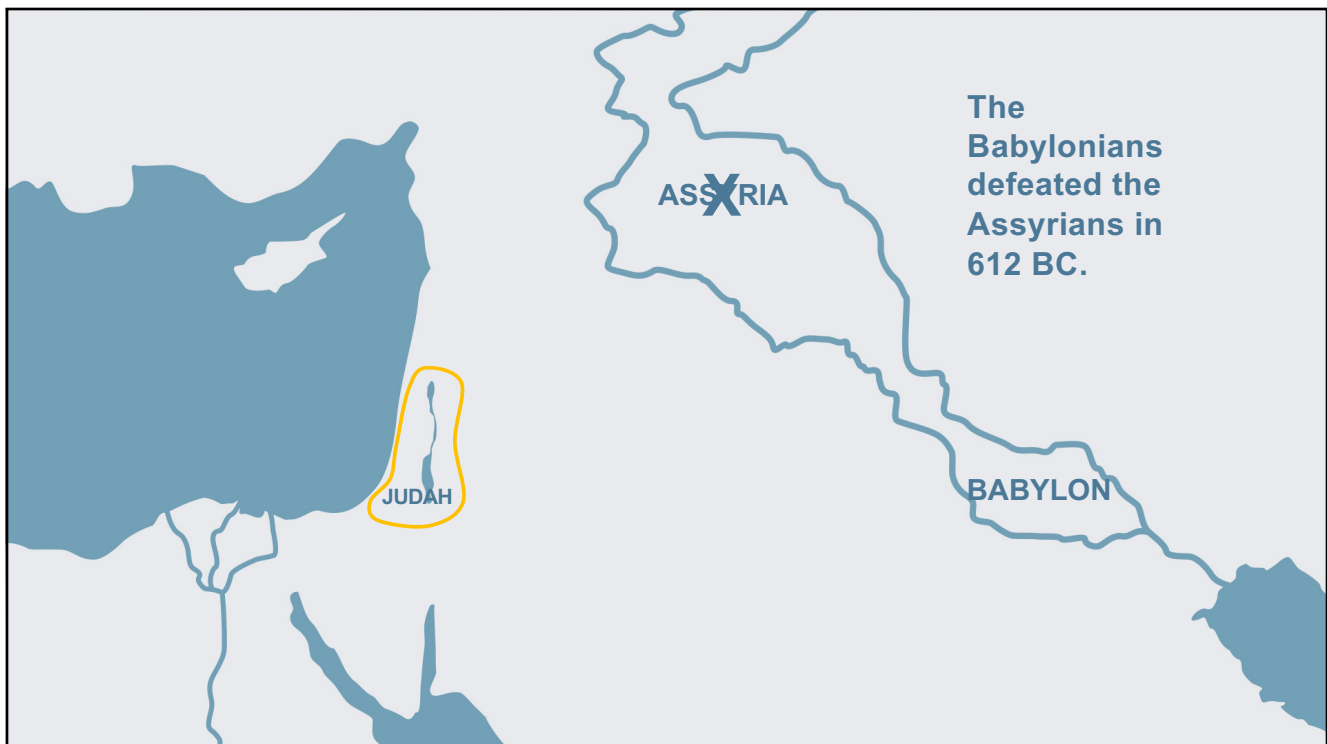 The
Babylonians
defeated the
Assyrians in
612 BC.
ASSYRIA
X
JUDAH
BABYLON